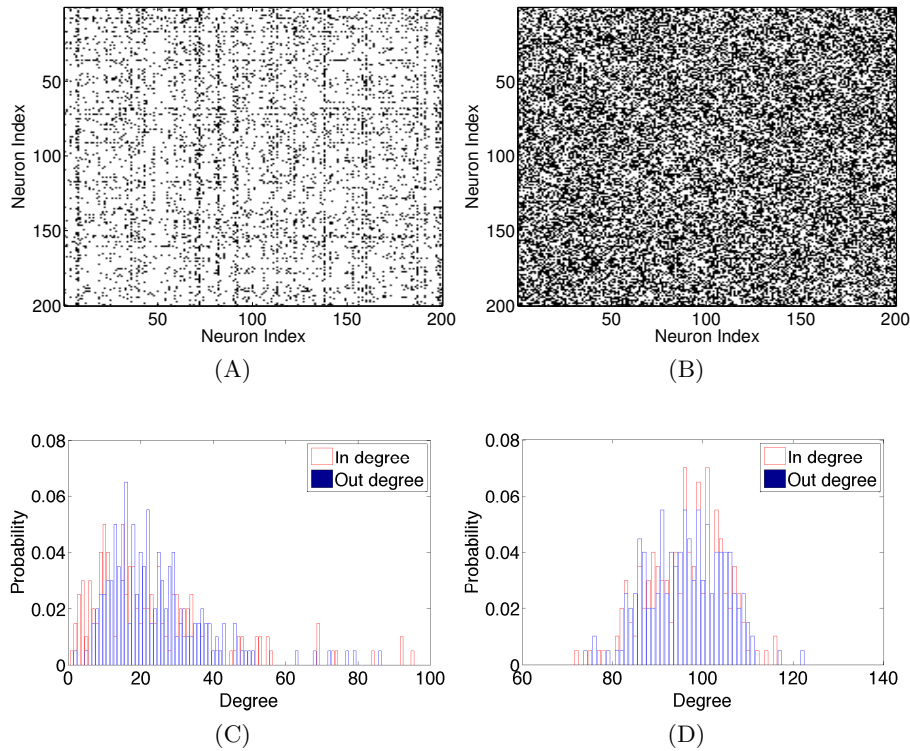 50
100
150
200
Neuron Index
50
100
150
200
Neuron Index
(A)
50
100
150
200
Neuron Index
50
100
150
200
Neuron Index
(B)
0.08
0.06
0.04
0.02
0
Probability
In degree
Out degree
0
20
40
60
80
100
Degree
(C)
0.08
0.06
0.04
0.02
0
Probability
In degree
Out degree
60
80
100
120
140
Degree
(D)